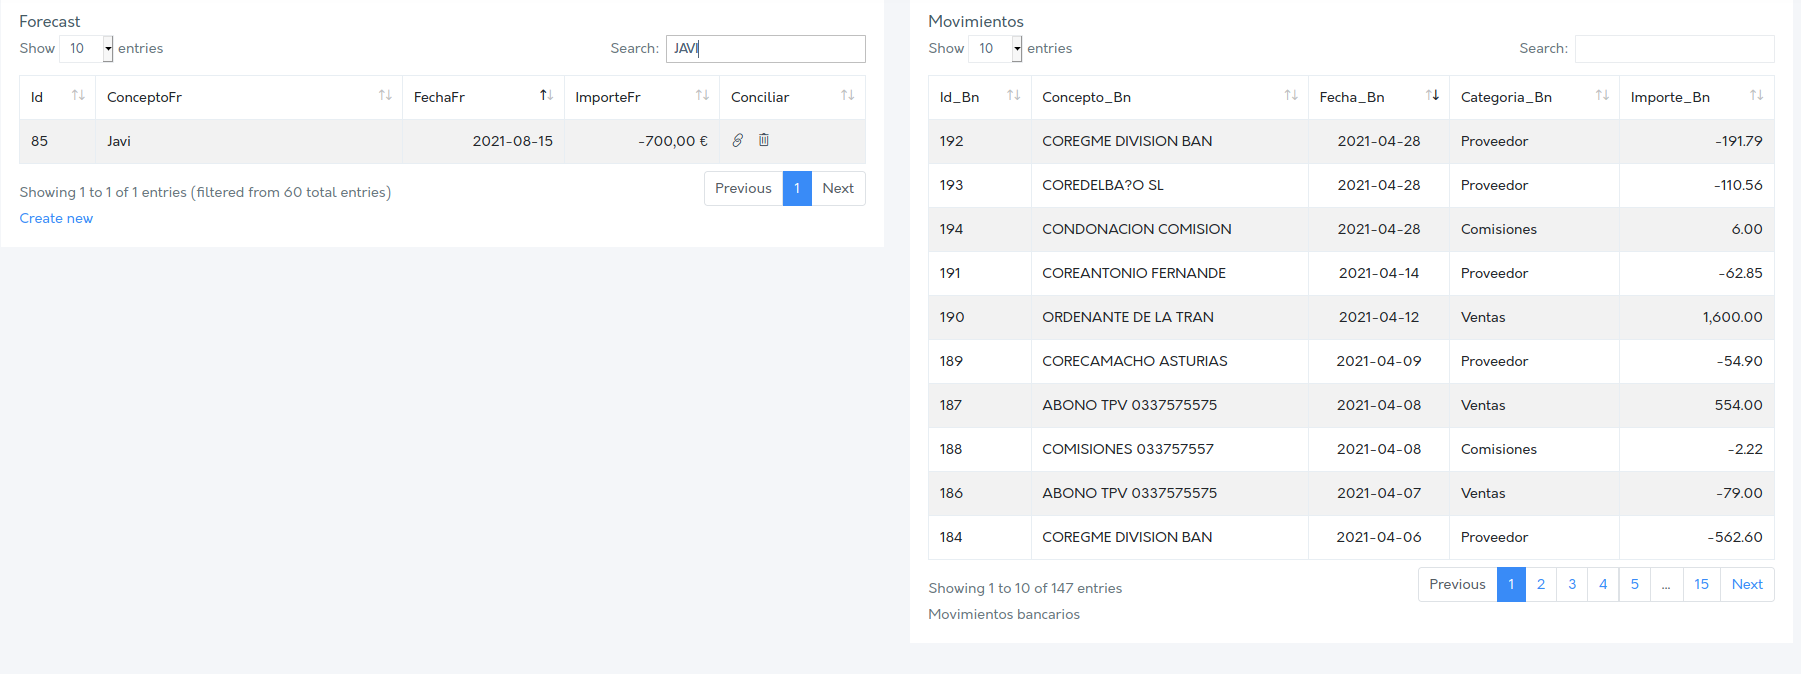 Forecast
Show 10 entries Search: JAVI
Id ConceptoFr FechaFr ImporteFr Conciliar
85 Javi 2021-08-15 -700,00 €
Showing 1 to 1 of 1 entries (filtered from 60 total entries) Previous 1 Next
Create new
Movimientos
Show 10 entries Search:
Id_Bn Concepto_Bn Fecha_Bn Categoria_Bn Importe_Bn
192 COREGME DIVISION BAN 2021-04-28 Proveedor -191.79
193 COREDELBA?O SL 2021-04-28 Proveedor -110.56
194 CONDONACION COMISION 2021-04-28 Comisiones 6.00
191 COREANTONIO FERNANDE 2021-04-14 Proveedor -62.85
190 ORDENANTE DE LA TRAN 2021-04-12 Ventas 1,600.00
189 CORECAMACHO ASTURIAS 2021-04-09 Proveedor -54.90
187 ABONO TPV 0337575575 2021-04-08 Ventas 554.00
188 COMISIONES 033757557 2021-04-08 Comisiones -2.22
186 ABONO TPV 0337575575 2021-04-07 Ventas -79.00
184 COREGME DIVISION BAN 2021-04-06 Proveedor -562.60
Showing 1 to 10 of 147 entries Previous 1 2 3 4 5 ... 15 Next
Movimientos bancarios